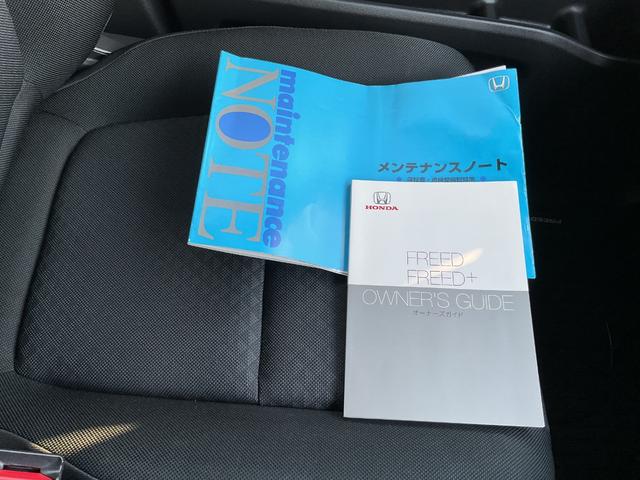 maintenance
NOTE
メンテナンスノート
HONDA
FREED
FREED+
OWNER'S GUIDE
オーナーズガイド